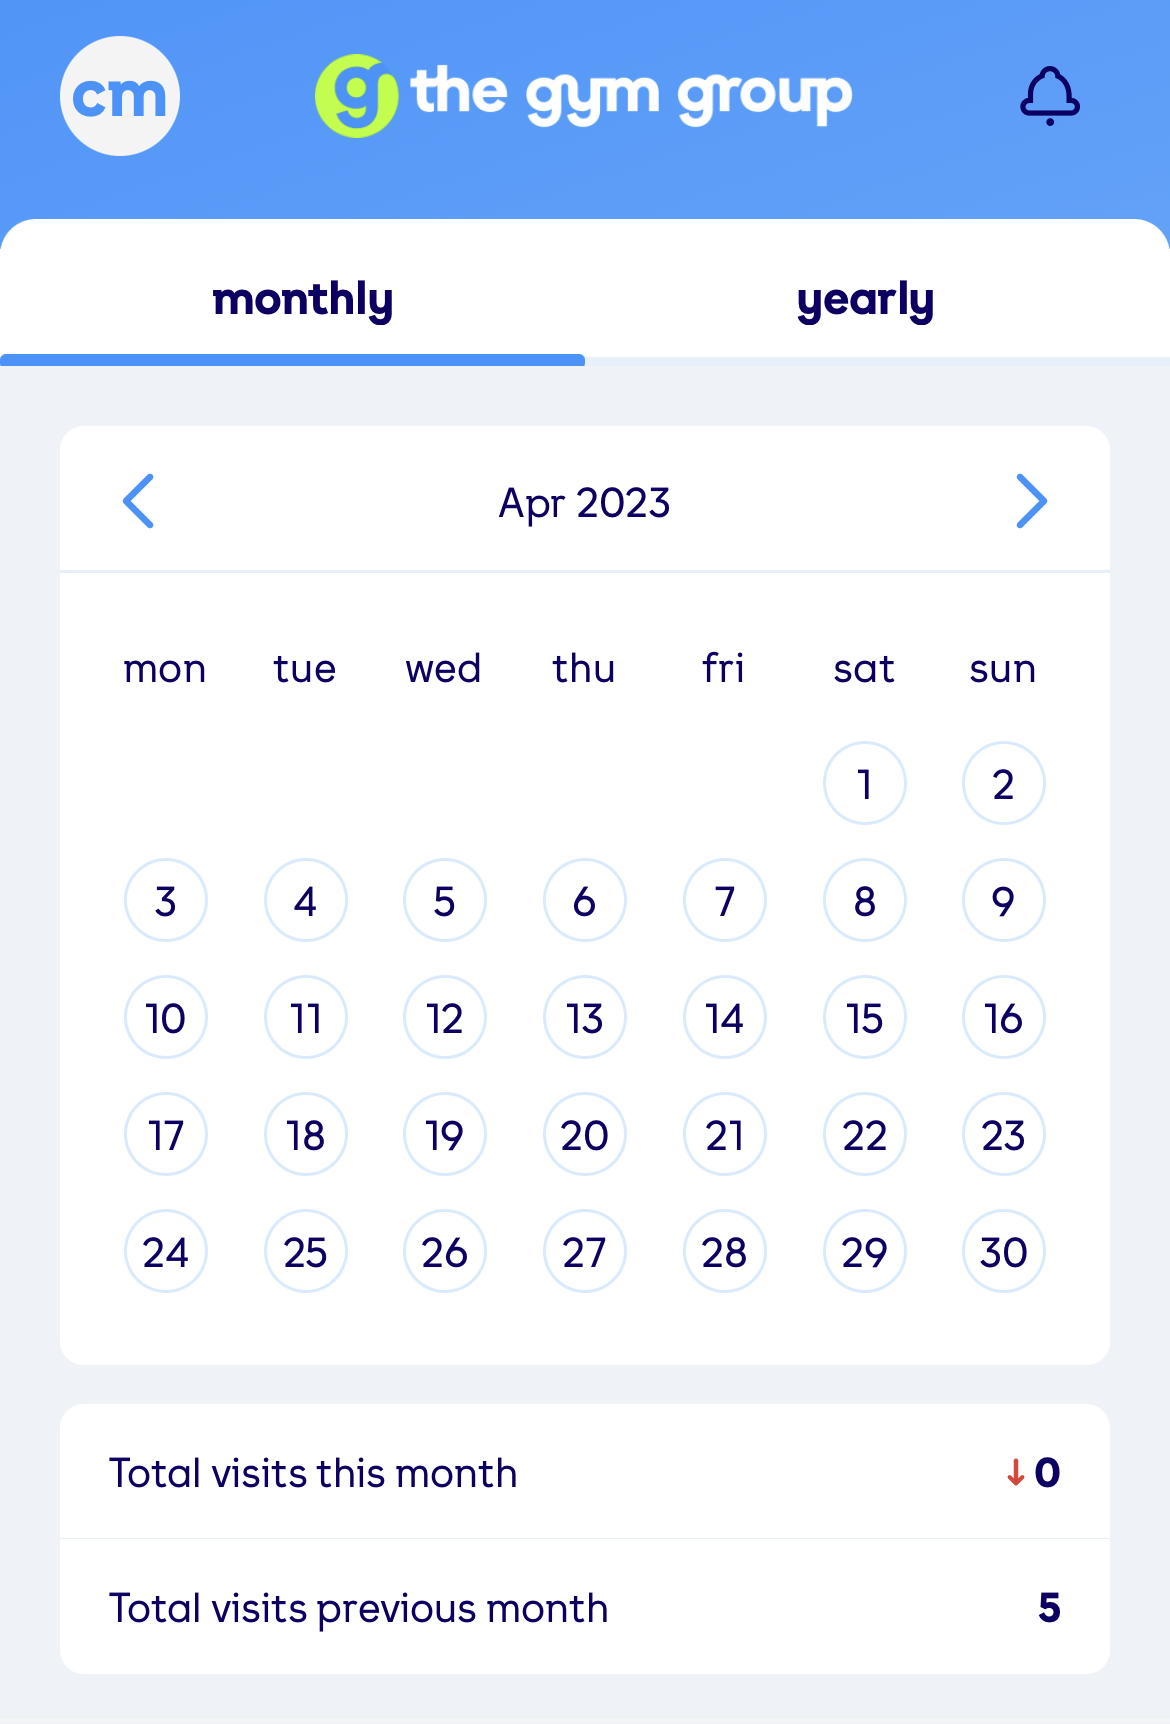 cm
the gym group
monthly yearly
Apr 2023
mon tue wed thu fri sat sun
1 2
3 4 5 6 7 8 9
10 11 12 13 14 15 16
17 18 19 20 21 22 23
24 25 26 27 28 29 30
Total visits this month ↓ 0
Total visits previous month 5